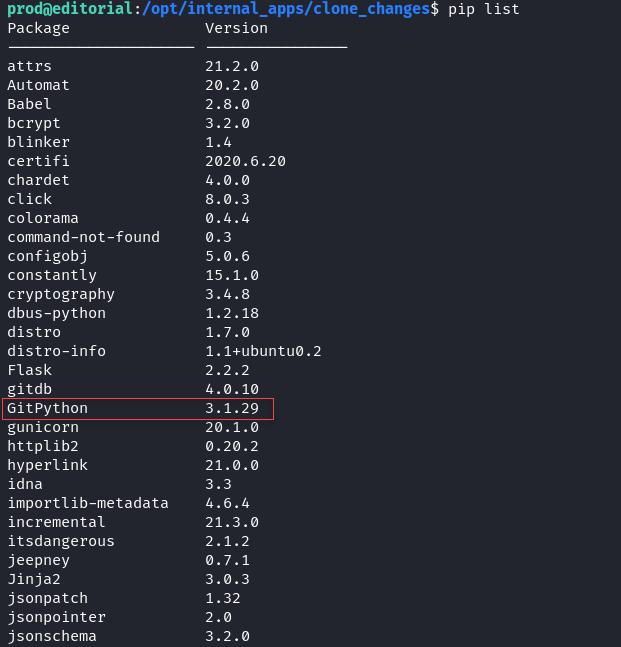 prod@editorial:/opt/internal_apps/clone_changes$ pip list
Package Version
---------------------- ----------------
attrs 21.2.0
Automat 20.2.0
Babel 2.8.0
bcrypt 3.2.0
blinker 1.4
certifi 2020.6.20
chardet 4.0.0
click 8.0.3
colorama 0.4.4
command-not-found 0.3
configobj 5.0.6
constantly 15.1.0
cryptography 3.4.8
dbus-python 1.2.18
distro 1.7.0
distro-info 1.1+ubuntu0.2
Flask 2.2.2
gitdb 4.0.10
GitPython 3.1.29
gunicorn 20.1.0
httplib2 0.20.2
hyperlink 21.0.0
idna 3.3
importlib-metadata 4.6.4
incremental 21.3.0
itsdangerous 2.1.2
jeepney 0.7.1
Jinja2 3.0.3
jsonpatch 1.32
jsonpointer 2.0
jsonschema 3.2.0